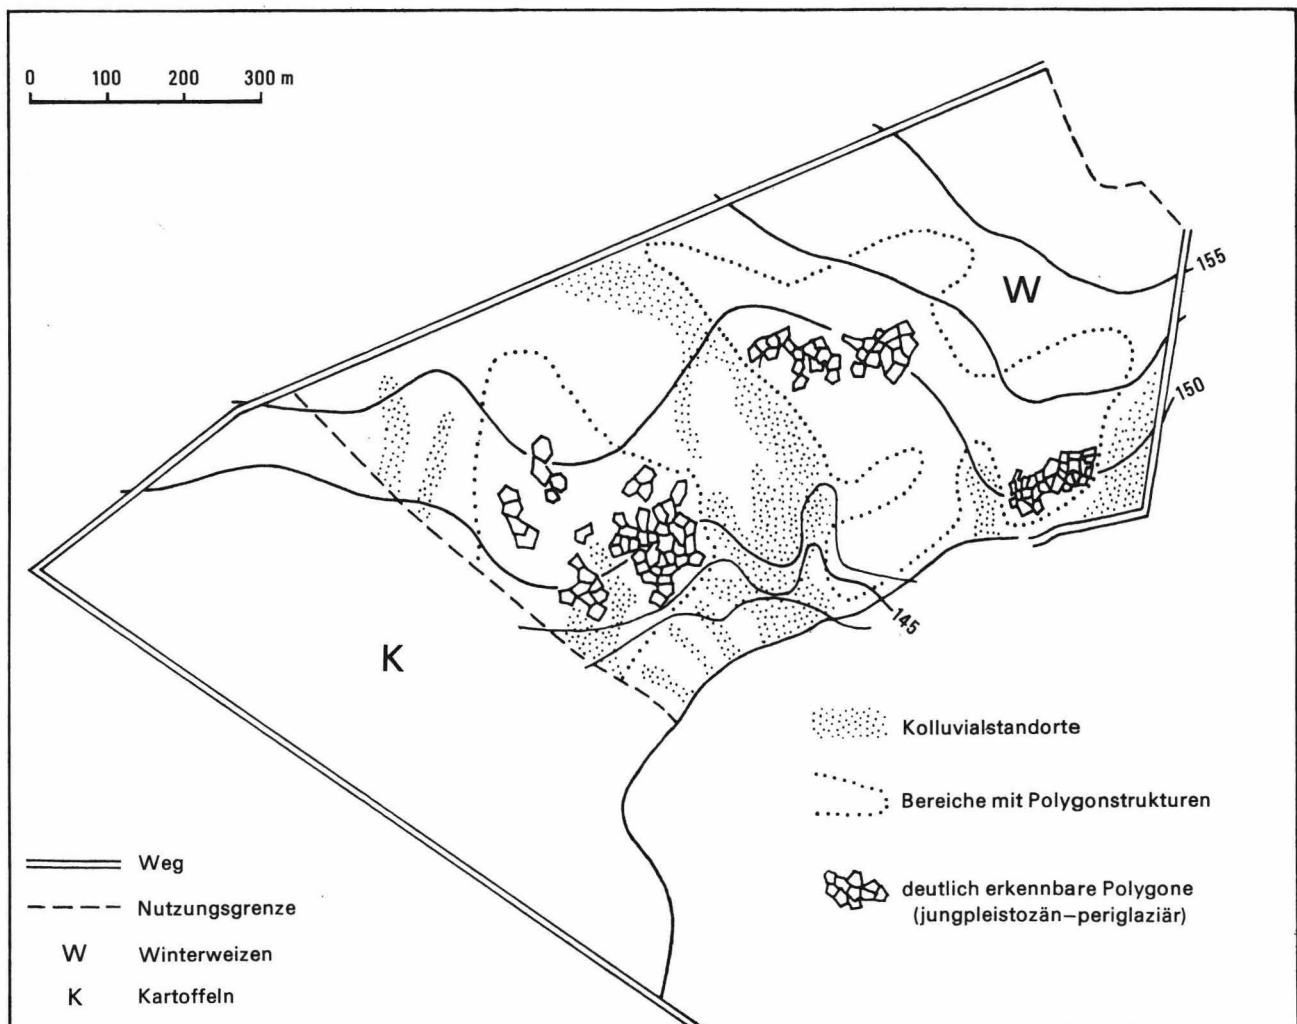 0 100 200 300 m
155
W
150
145
K
Kolluvialstandorte
Bereiche mit Polygonstrukturen
deutlich erkennbare Polygone
(jungpleistozän–periglaziär)
Weg
Nutzungsgrenze
W Winterweizen
K Kartoffeln